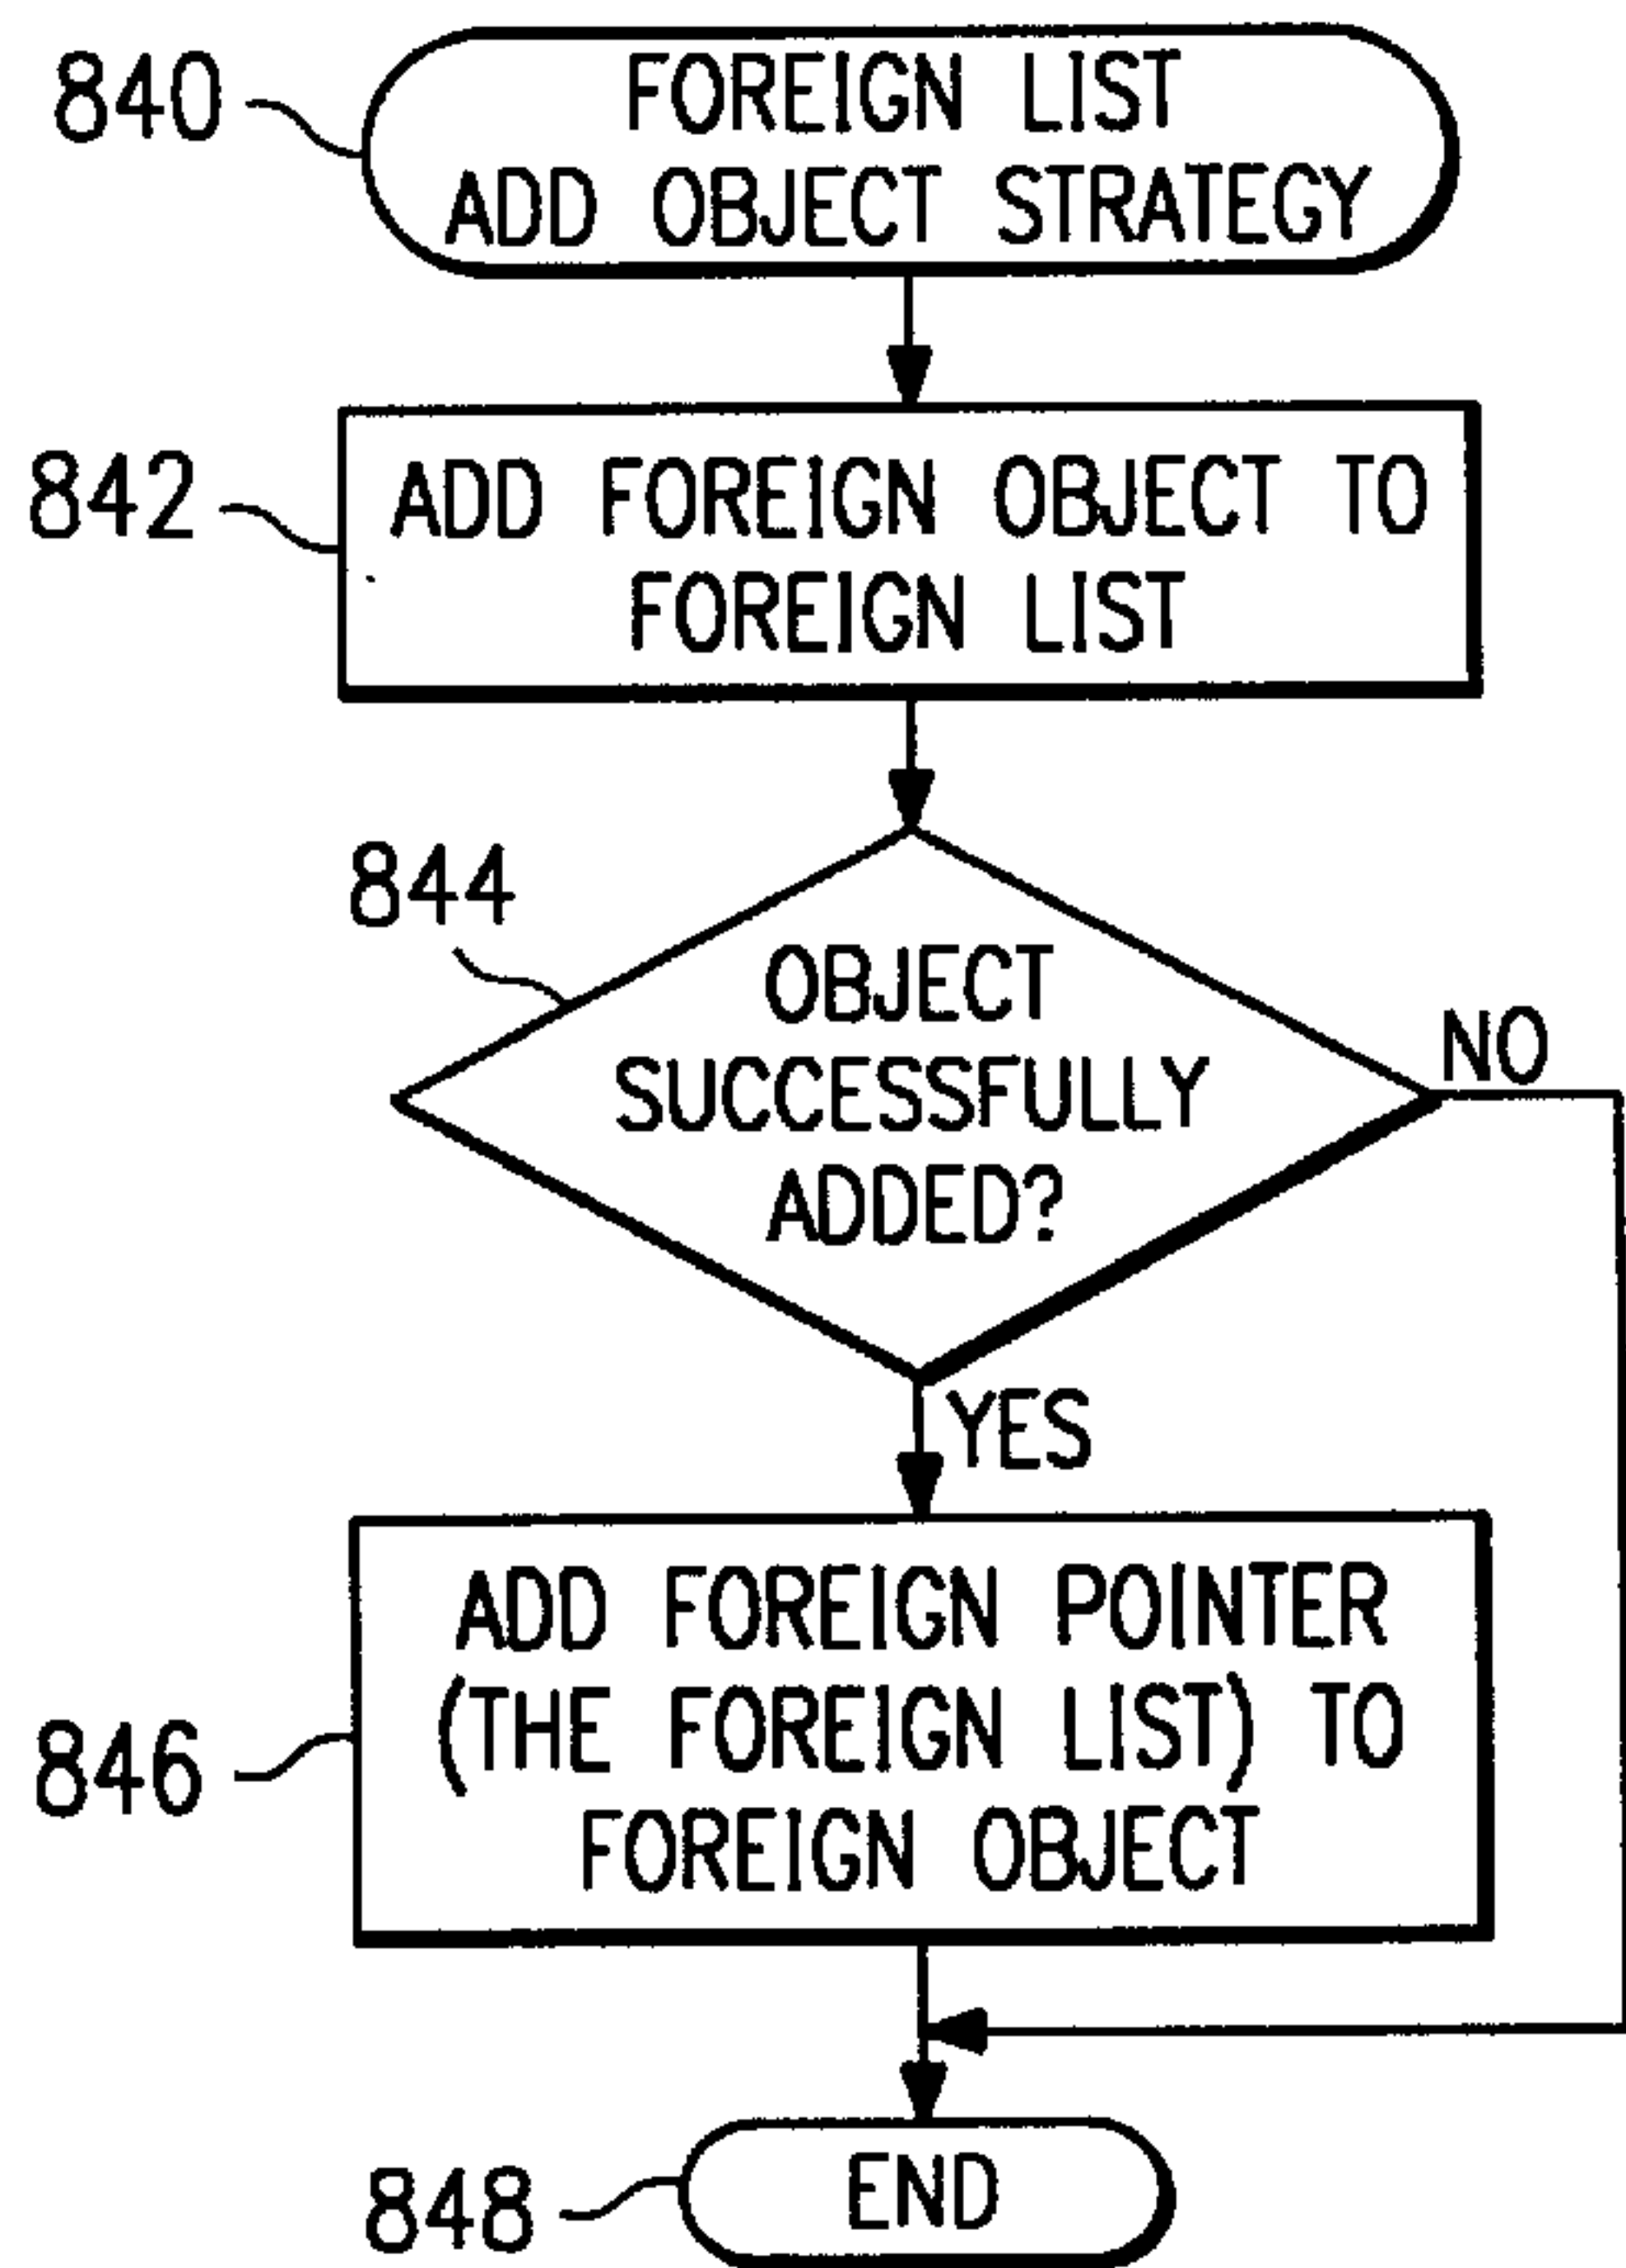 840
FOREIGN LIST
ADD OBJECT STRATEGY
842
ADD FOREIGN OBJECT TO
FOREIGN LIST
844
OBJECT
SUCCESSFULLY
ADDED?
NO
YES
846
ADD FOREIGN POINTER
(THE FOREIGN LIST) TO
FOREIGN OBJECT
848
END